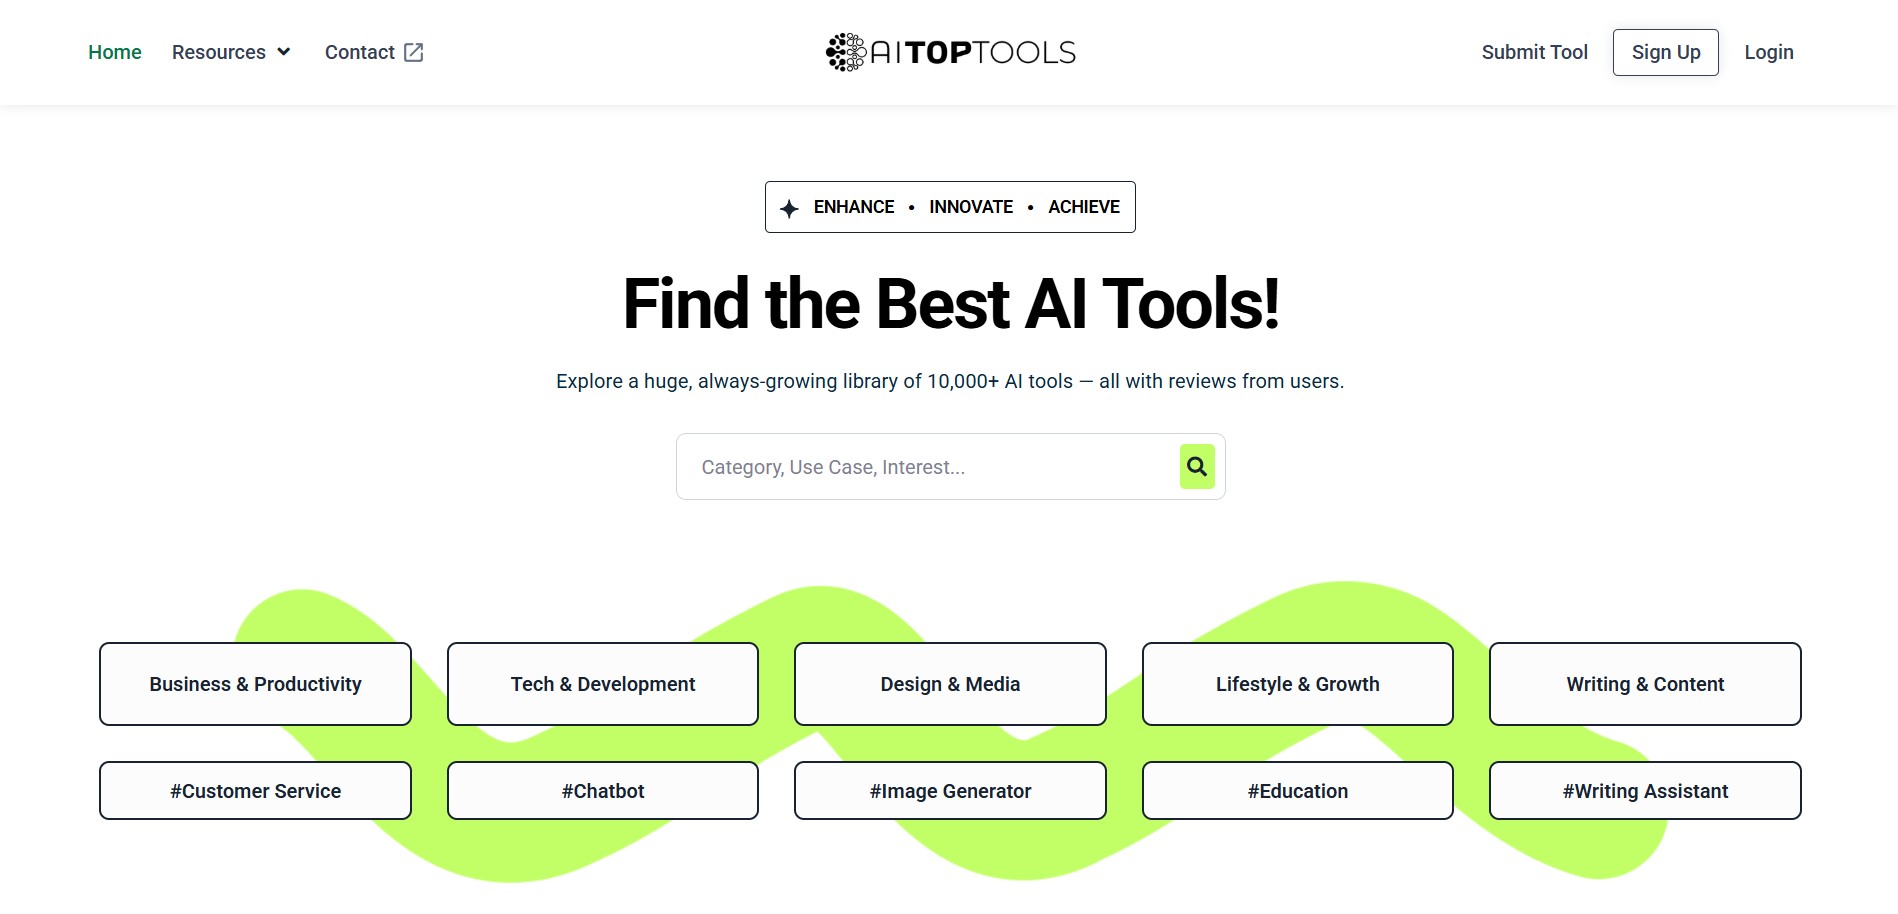 Home Resources Contact AITOPTOOLS Submit Tool Sign Up Login
ENHANCE • INNOVATE • ACHIEVE
Find the Best AI Tools!
Explore a huge, always-growing library of 10,000+ AI tools — all with reviews from users.
Category, Use Case, Interest...
Business & Productivity Tech & Development Design & Media Lifestyle & Growth Writing & Content
#Customer Service #Chatbot #Image Generator #Education #Writing Assistant